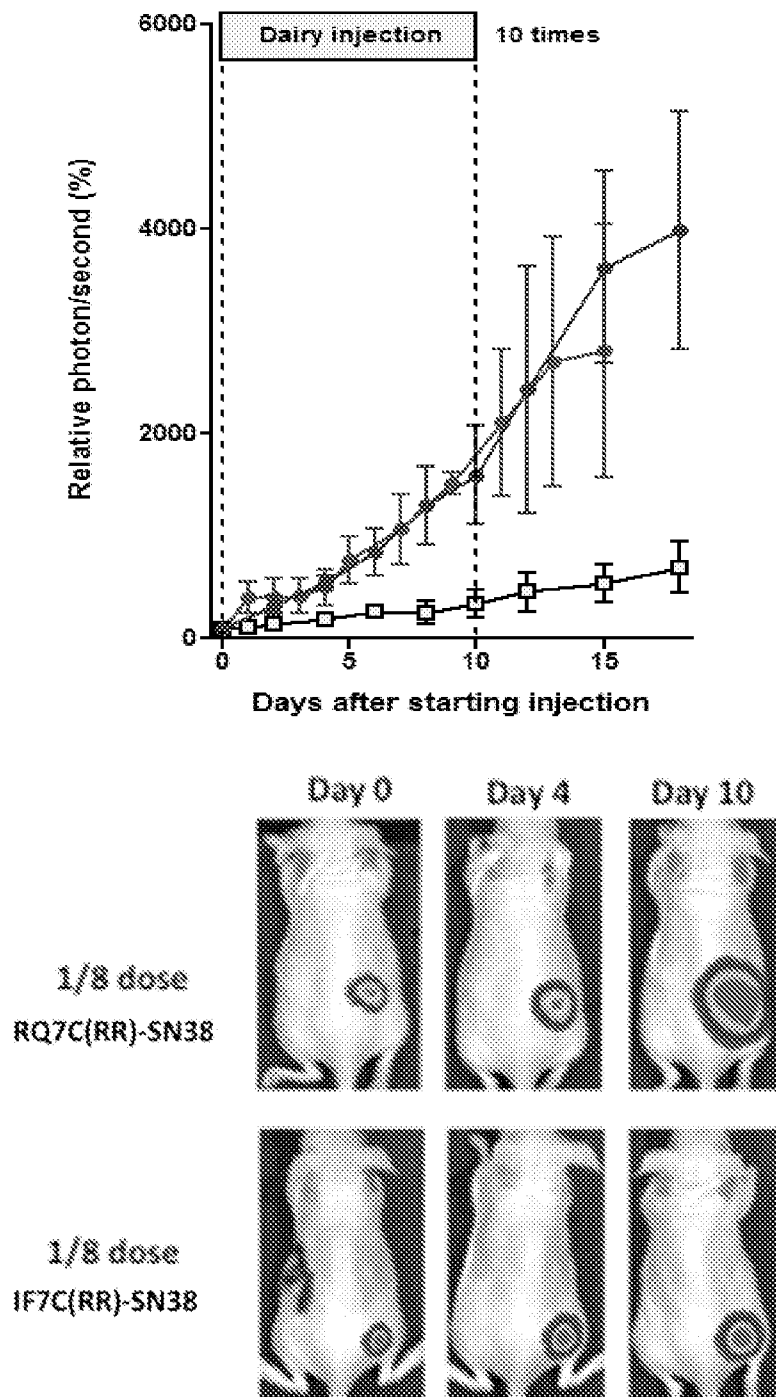 6000
Dairy injection 10 times
4000
2000
0
Relative photon/second (%)
0 5 10 15
Days after starting injection
Day 0 Day 4 Day 10
1/8 dose
RQ7C(RR)-SN38
1/8 dose
IF7C(RR)-SN38